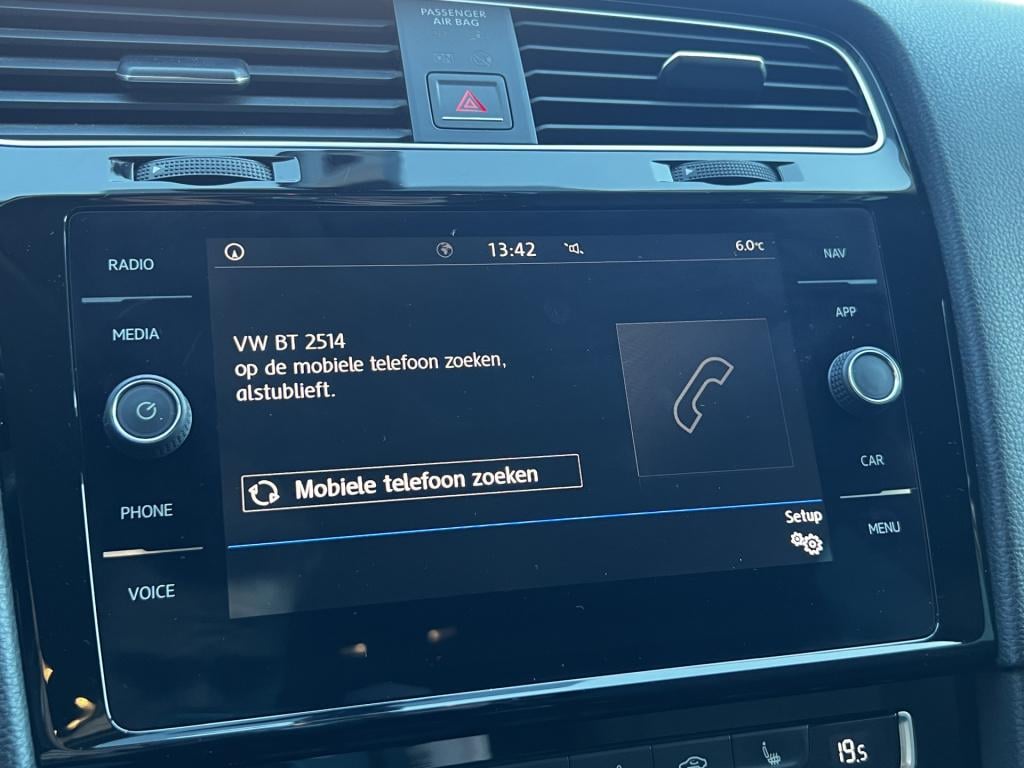 PASSENGER
AIR BAG
RADIO
13:42
6.0°C
NAV
MEDIA
APP
VW BT 2514
op de mobiele telefoon zoeken,
alstublieft.
Mobiele telefoon zoeken
CAR
PHONE
Setup
MENU
VOICE
19.5